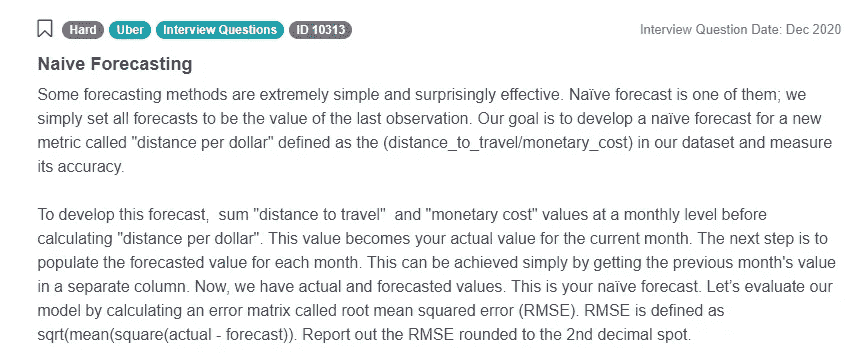 Hard Uber Interview Questions ID 10313 Interview Question Date: Dec 2020
Naive Forecasting
Some forecasting methods are extremely simple and surprisingly effective. Naïve forecast is one of them; we
simply set all forecasts to be the value of the last observation. Our goal is to develop a naïve forecast for a new
metric called "distance per dollar" defined as the (distance_to_travel/monetary_cost) in our dataset and measure
its accuracy.
To develop this forecast,  sum "distance to travel"  and "monetary cost" values at a monthly level before
calculating "distance per dollar". This value becomes your actual value for the current month. The next step is to
populate the forecasted value for each month. This can be achieved simply by getting the previous month's value
in a separate column. Now, we have actual and forecasted values. This is your naïve forecast. Let’s evaluate our
model by calculating an error matrix called root mean squared error (RMSE). RMSE is defined as
sqrt(mean(square(actual - forecast)). Report out the RMSE rounded to the 2nd decimal spot.